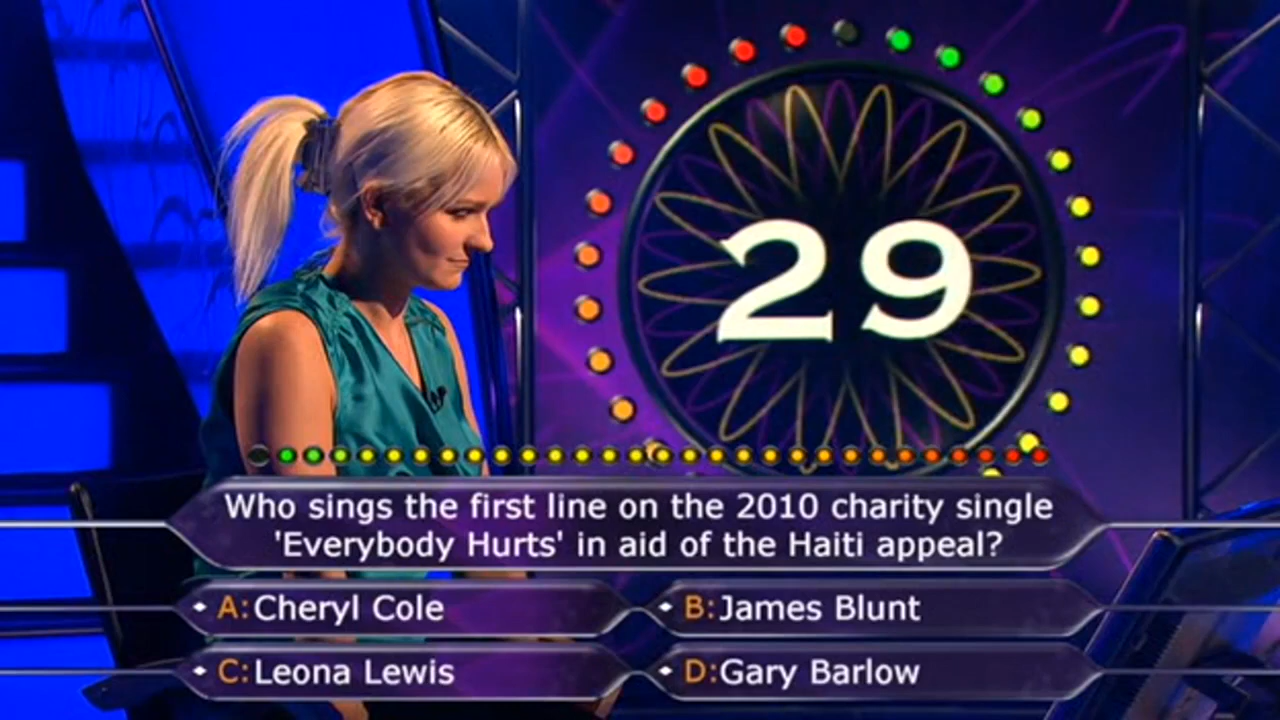 29
Who sings the first line on the 2010 charity single
'Everybody Hurts' in aid of the Haiti appeal?
A: Cheryl Cole
B: James Blunt
C: Leona Lewis
D: Gary Barlow